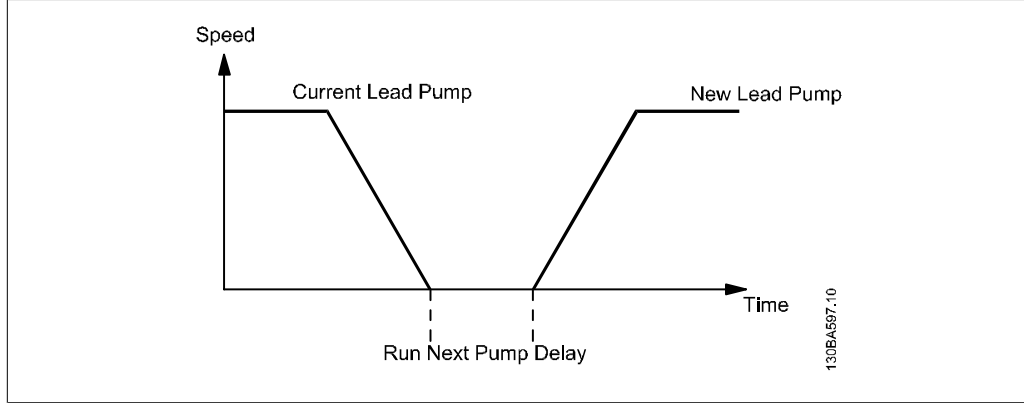 Speed
Current Lead Pump
New Lead Pump
Time
Run Next Pump Delay
130BA597.10